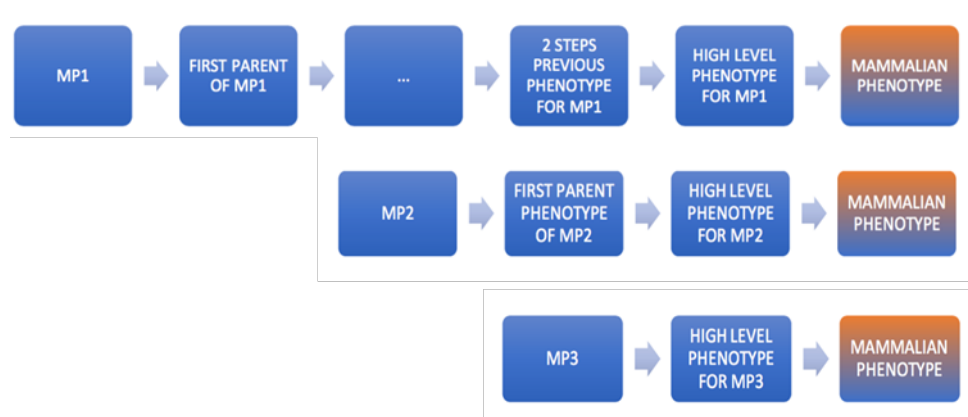 MP1
FIRST PARENT
OF MP1
...
2 STEPS
PREVIOUS
PHENOTYPE
FOR MP1
HIGH LEVEL
PHENOTYPE
FOR MP1
MAMMALIAN
PHENOTYPE
MP2
FIRST PARENT
PHENOTYPE
OF MP2
HIGH LEVEL
PHENOTYPE
FOR MP2
MAMMALIAN
PHENOTYPE
MP3
HIGH LEVEL
PHENOTYPE
FOR MP3
MAMMALIAN
PHENOTYPE